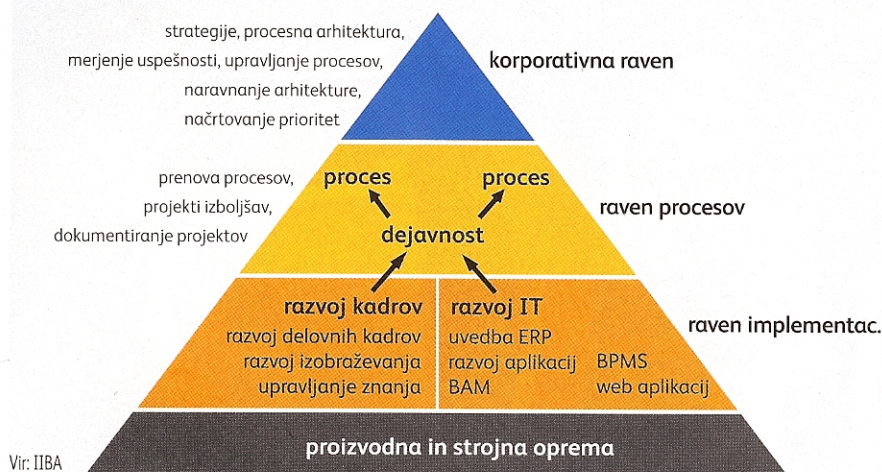 strategije, procesna arhitektura,
merjenje uspešnosti, upravljanje procesov,
naravnanje arhitekture,
načrtovanje prioritet
korporativna raven
prenova procesov,
projekti izboljšav,
dokumentiranje projektov
proces
proces
dejavnost
raven procesov
razvoj kadrov
razvoj delovnih kadrov
razvoj izobraževanja
upravljanje znanja
razvoj IT
uvedba ERP
razvoj aplikacij BPMS
BAM web aplikacij
raven implementac.
proizvodna in strojna oprema
Vir: IIBA